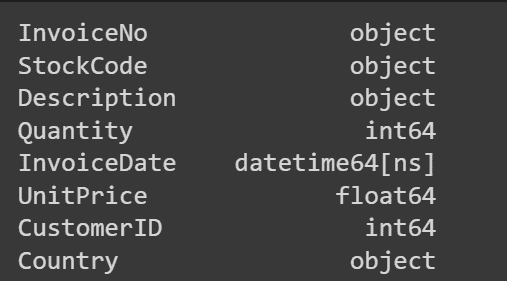 InvoiceNo object
StockCode object
Description object
Quantity int64
InvoiceDate datetime64[ns]
UnitPrice float64
CustomerID int64
Country object